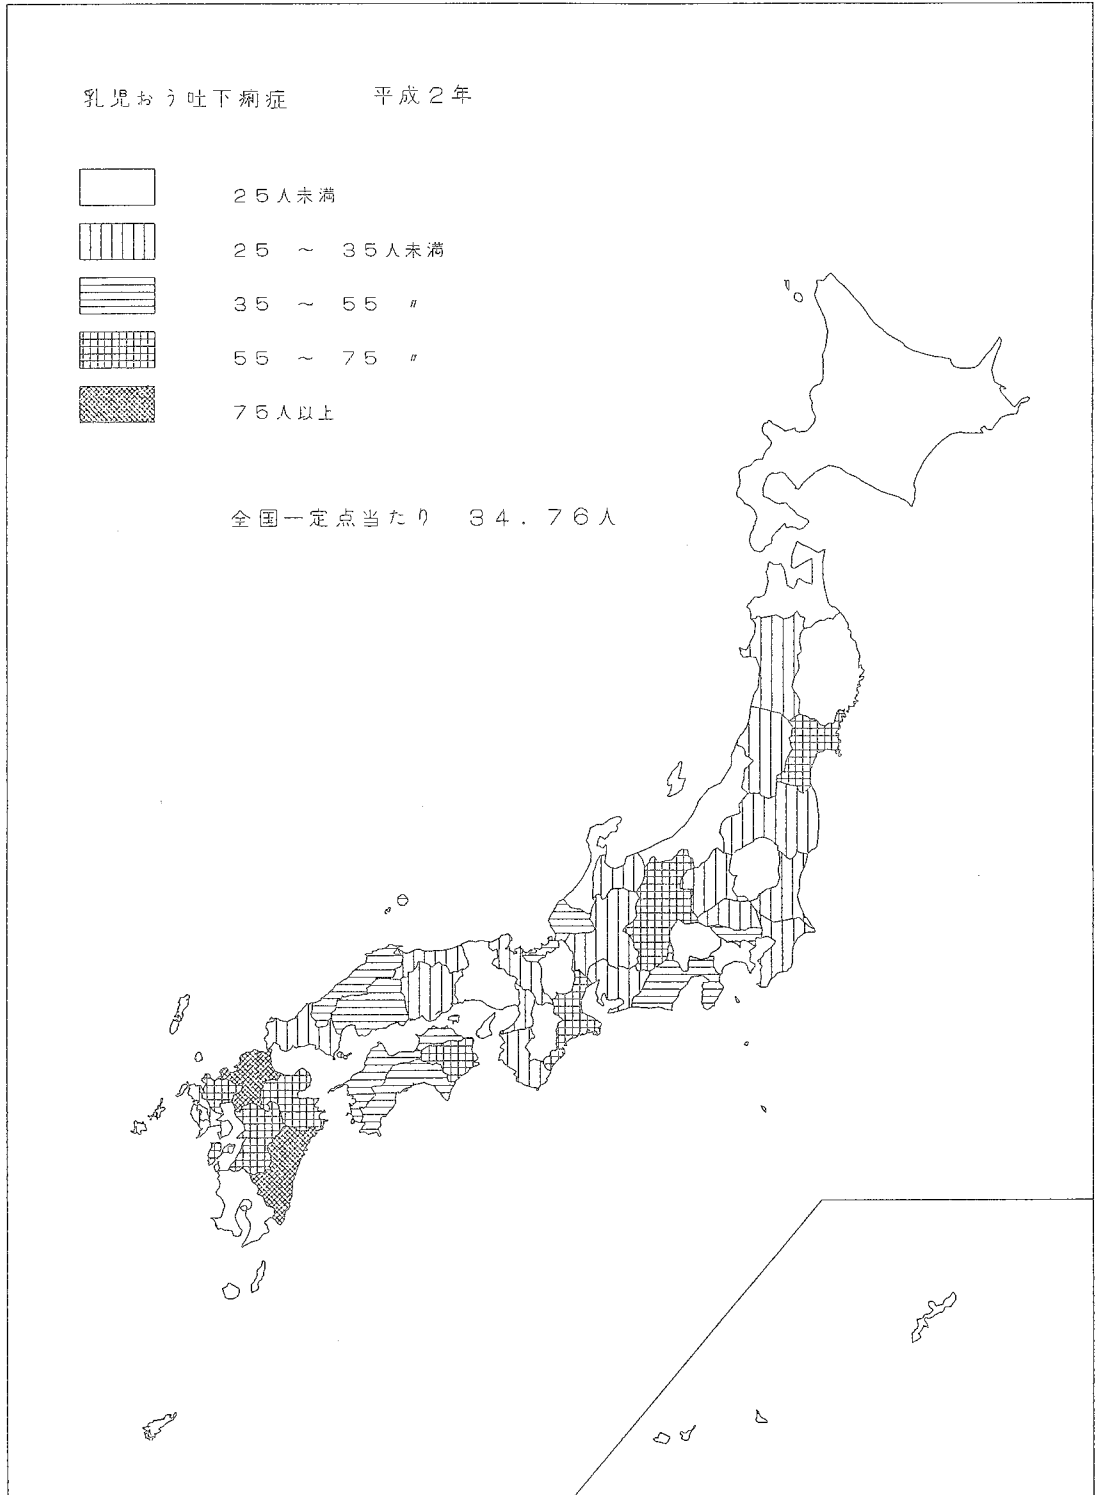 乳児おう吐下痢症　　平成２年
２５人未満
２５　～　３５人未満
３５　～　５５　〃
５５　～　７５　〃
７５人以上
全国一定点当たり　３４．７６人